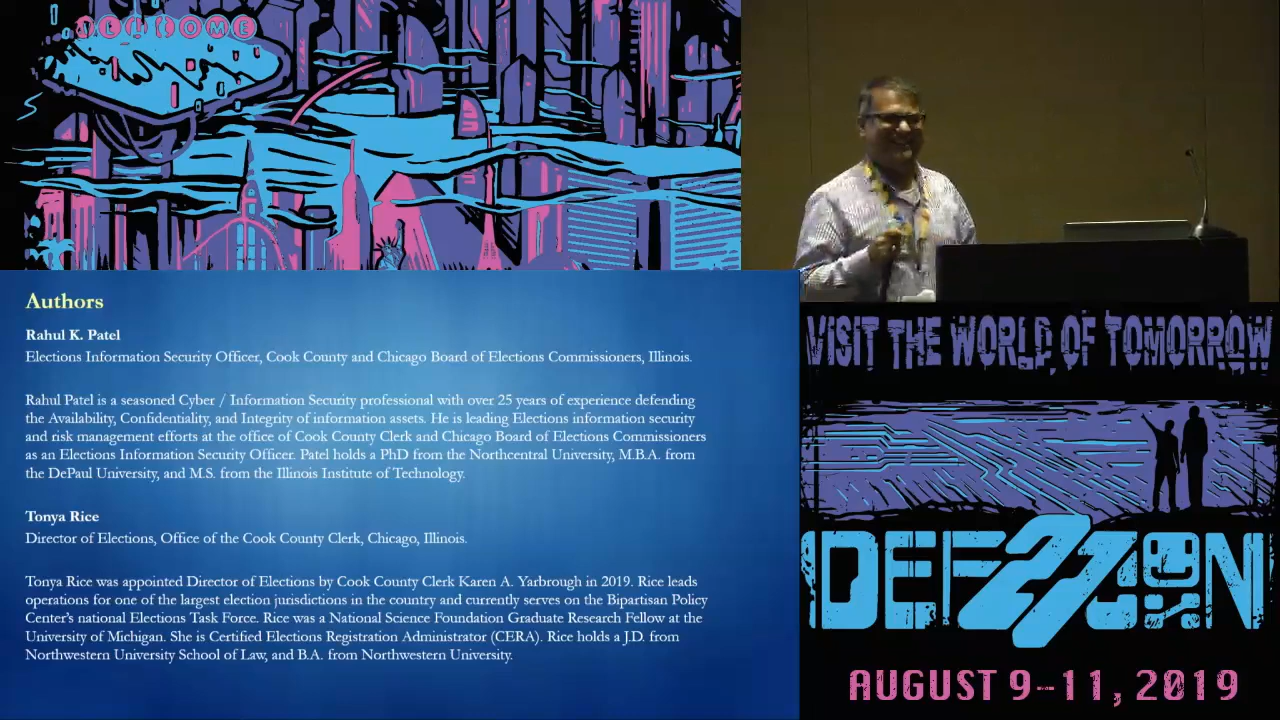 WELCOME
Authors
Rahul K. Patel
Elections Information Security Officer, Cook County and Chicago Board of Elections Commissioners, Illinois.
Rahul Patel is a seasoned Cyber / Information Security professional with over 25 years of experience defending
the Availability, Confidentiality, and Integrity of information assets. He is leading Elections information security
and risk management efforts at the office of Cook County Clerk and Chicago Board of Elections Commissioners
as an Elections Information Security Officer. Patel holds a PhD from the Northcentral University, M.B.A. from
the DePaul University, and M.S. from the Illinois Institute of Technology.
Tonya Rice
Director of Elections, Office of the Cook County Clerk, Chicago, Illinois.
Tonya Rice was appointed Director of Elections by Cook County Clerk Karen A. Yarbrough in 2019. Rice leads
operations for one of the largest election jurisdictions in the country and currently serves on the Bipartisan Policy
Center's national Elections Task Force. Rice was a National Science Foundation Graduate Research Fellow at the
University of Michigan. She is Certified Elections Registration Administrator (CERA). Rice holds a J.D. from
Northwestern University School of Law, and B.A. from Northwestern University.
VISIT THE WORLD OF TOMORROW
DEF 27 CON
AUGUST 9-11, 2019